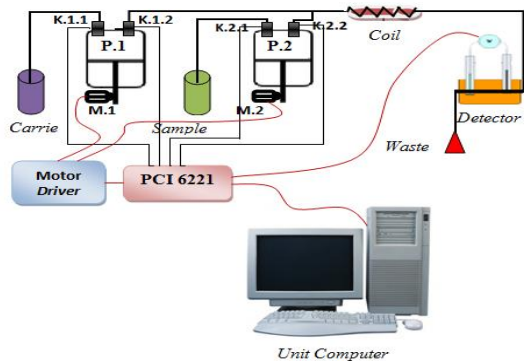 K.1.1
K.1.2
P.1
K.2.1
P.2
K.2.2
Coil
M.1
M.2
Carrie
Sample
Detector
Waste
Motor
Driver
PCI 6221
Unit Computer